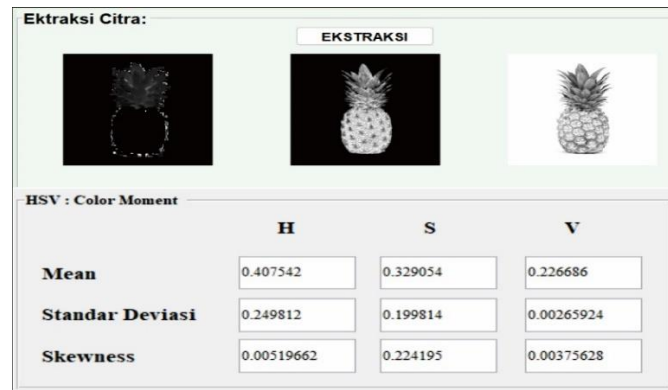 Ektraksi Citra:
EKSTRAKSI
HSV : Color Moment
H S V
Mean 0.407542 0.329054 0.226686
Standar Deviasi 0.249812 0.199814 0.00265924
Skewness 0.00519662 0.224195 0.00375628